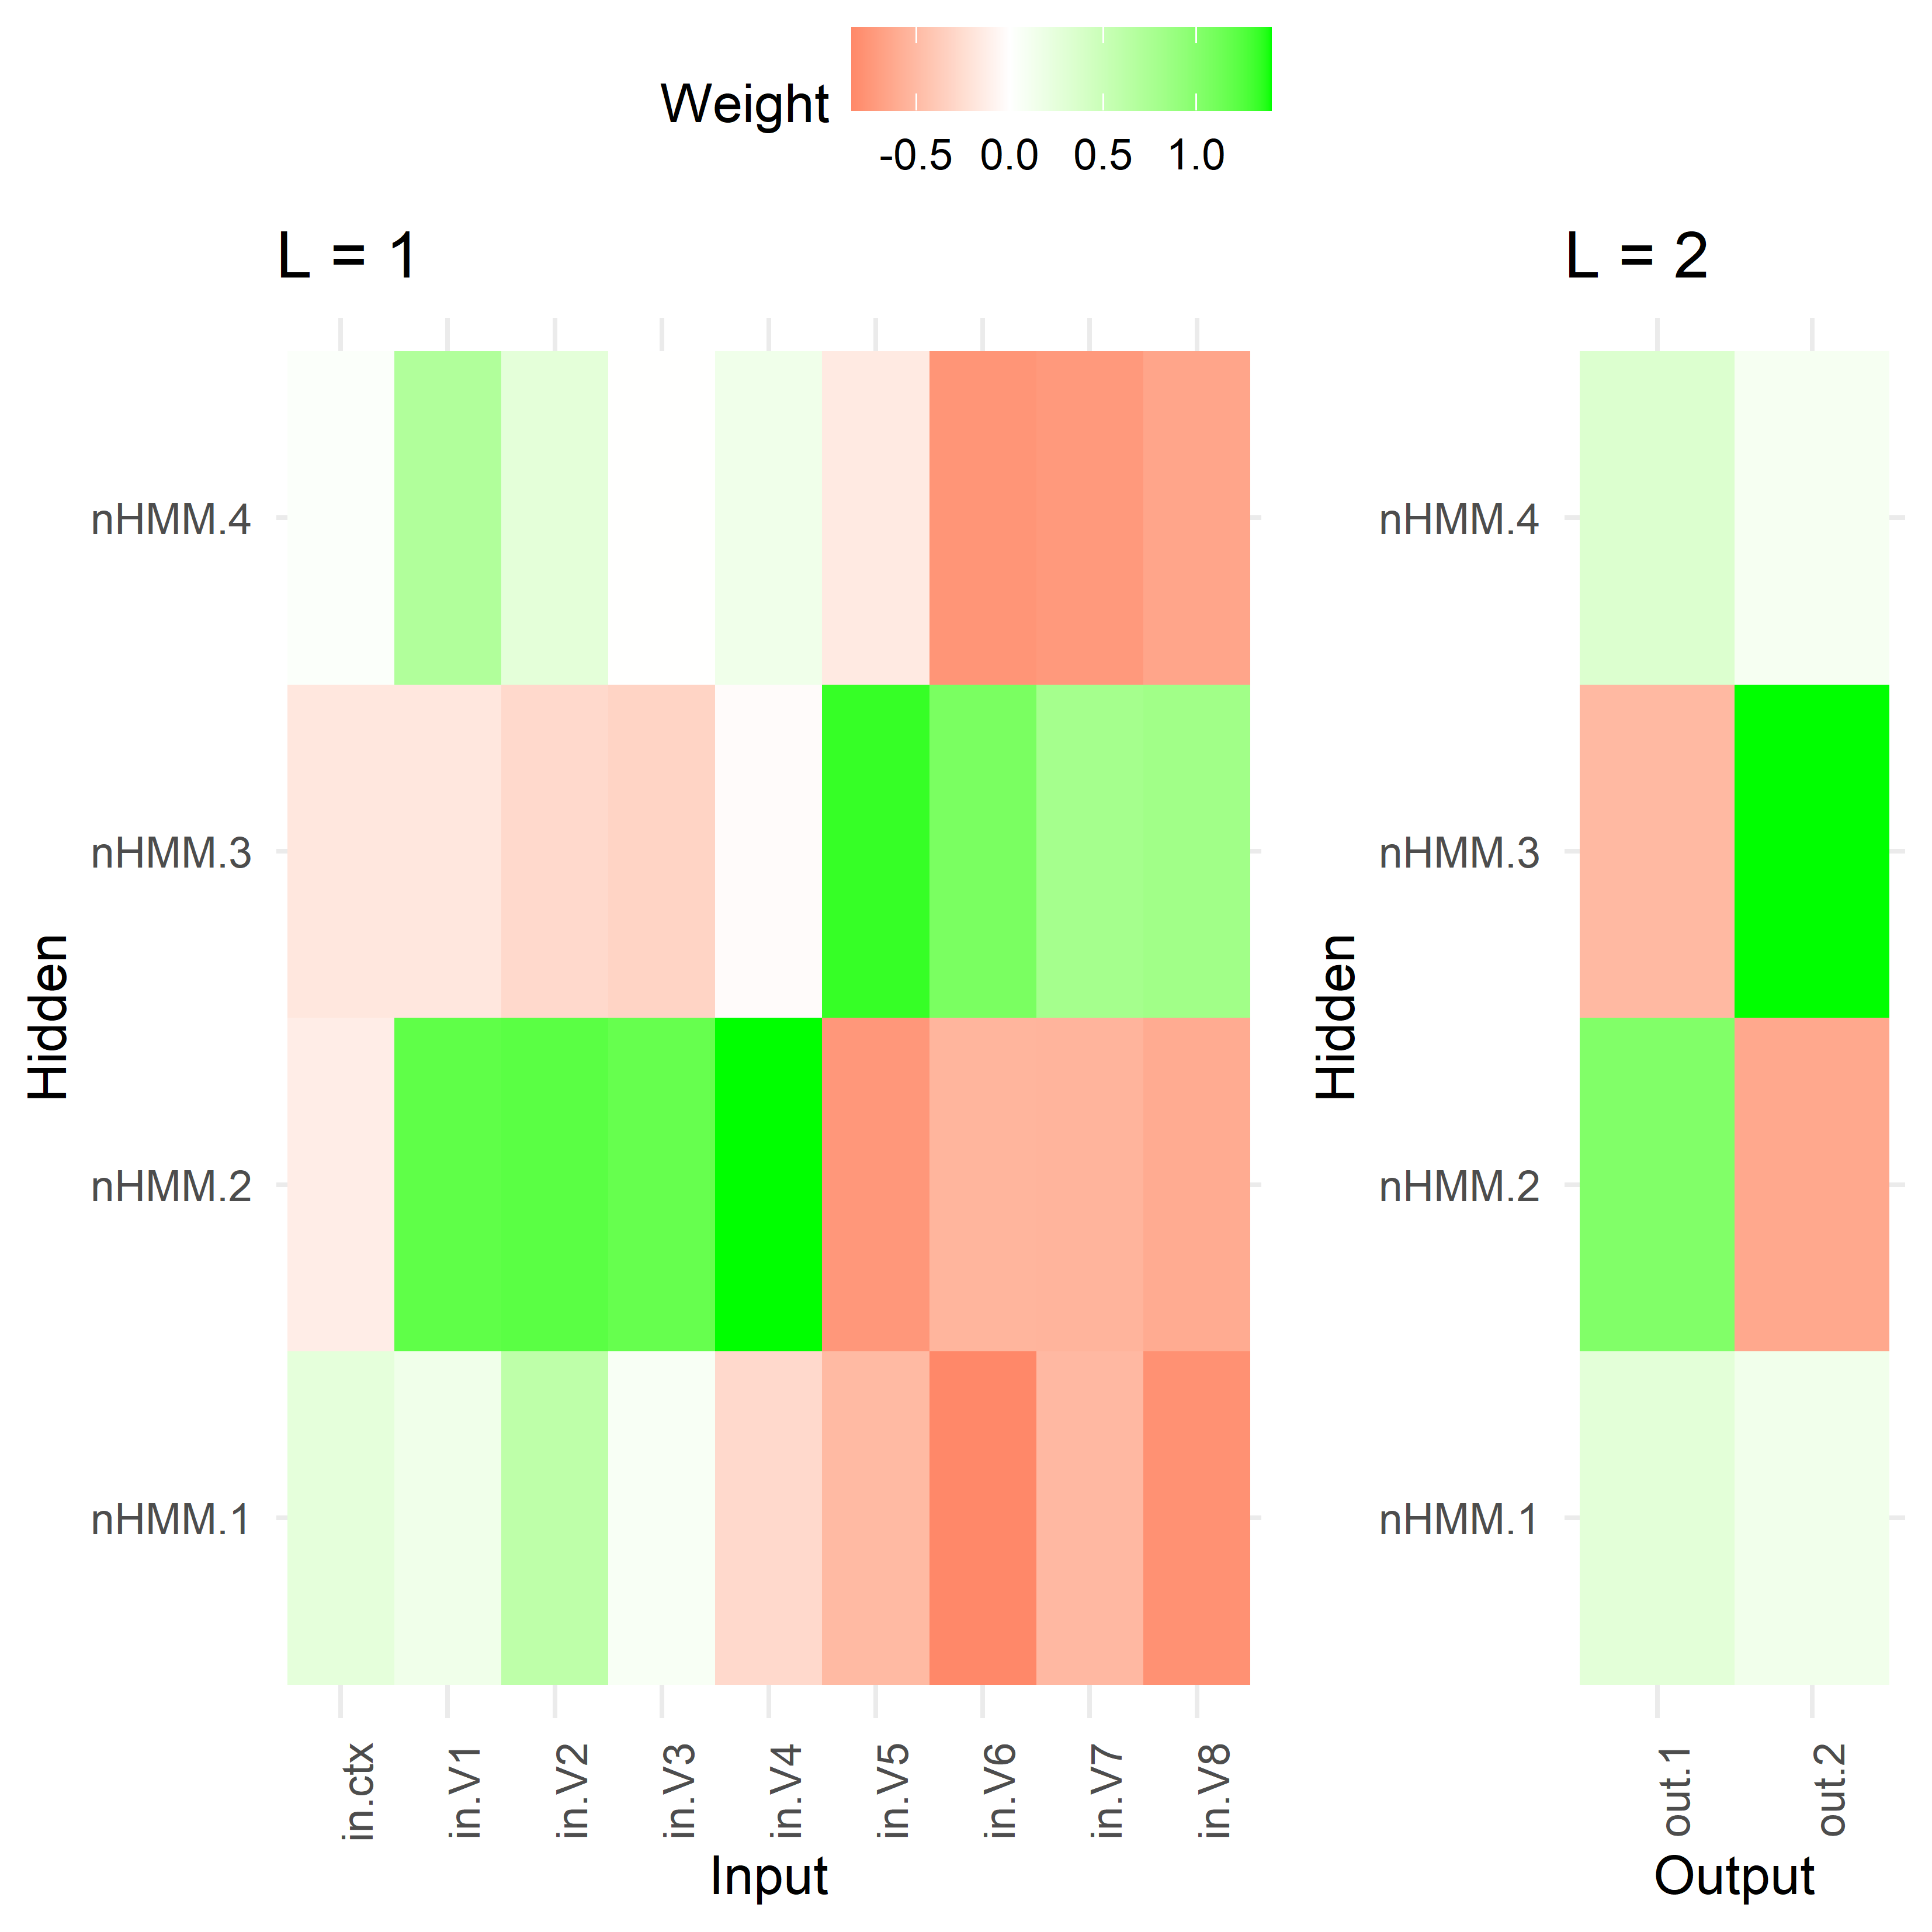 Weight
-0.5 0.0 0.5 1.0
L = 1
L = 2
Hidden
nHMM.4
nHMM.3
nHMM.2
nHMM.1
in.ctx in.V1 in.V2 in.V3 in.V4 in.V5 in.V6 in.V7 in.V8
Input
Hidden
nHMM.4
nHMM.3
nHMM.2
nHMM.1
out.1 out.2
Output